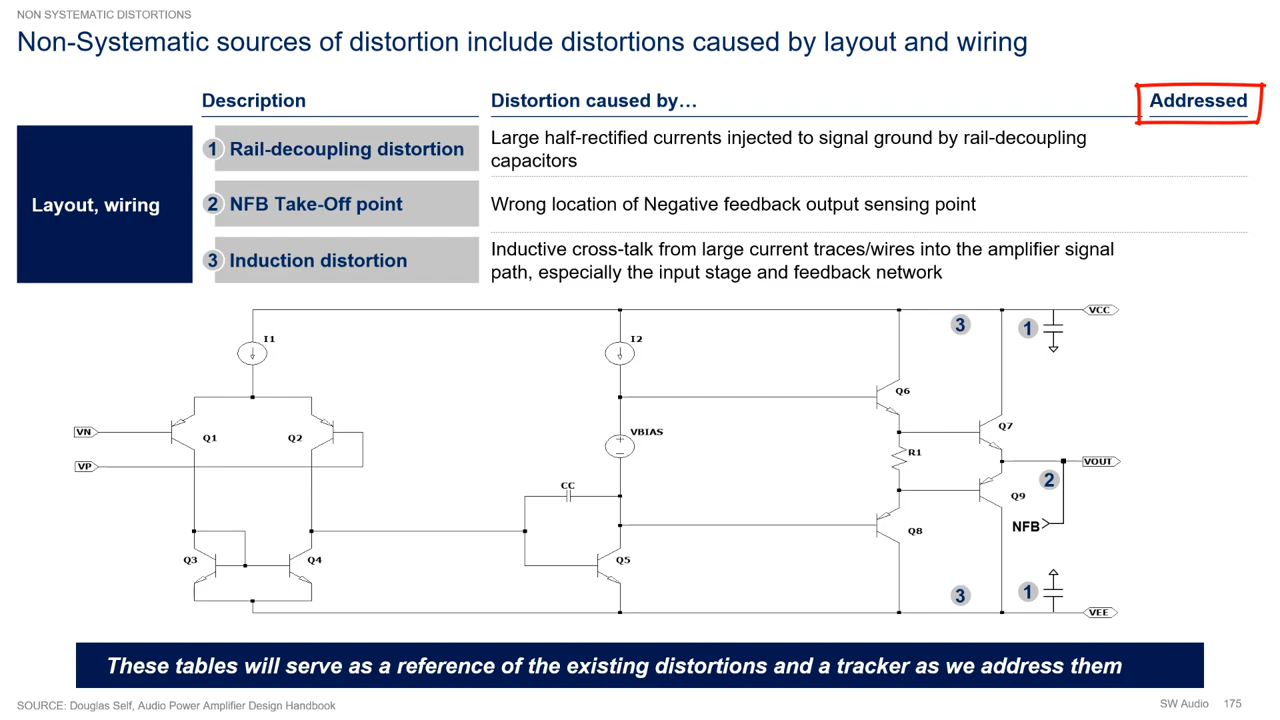 NON SYSTEMATIC DISTORTIONS
Non-Systematic sources of distortion include distortions caused by layout and wiring
Description
Distortion caused by…
Addressed
Layout, wiring
1 Rail-decoupling distortion
Large half-rectified currents injected to signal ground by rail-decoupling
capacitors
2 NFB Take-Off point
Wrong location of Negative feedback output sensing point
3 Induction distortion
Inductive cross-talk from large current traces/wires into the amplifier signal
path, especially the input stage and feedback network
VCC
3
1
I1
I2
Q6
VN
Q1
Q2
VBIAS
Q7
R1
VP
VOUT
2
CC
Q9
NFB
Q8
Q3
Q4
Q5
3
1
VEE
These tables will serve as a reference of the existing distortions and a tracker as we address them
SOURCE: Douglas Self, Audio Power Amplifier Design Handbook
SW Audio 175